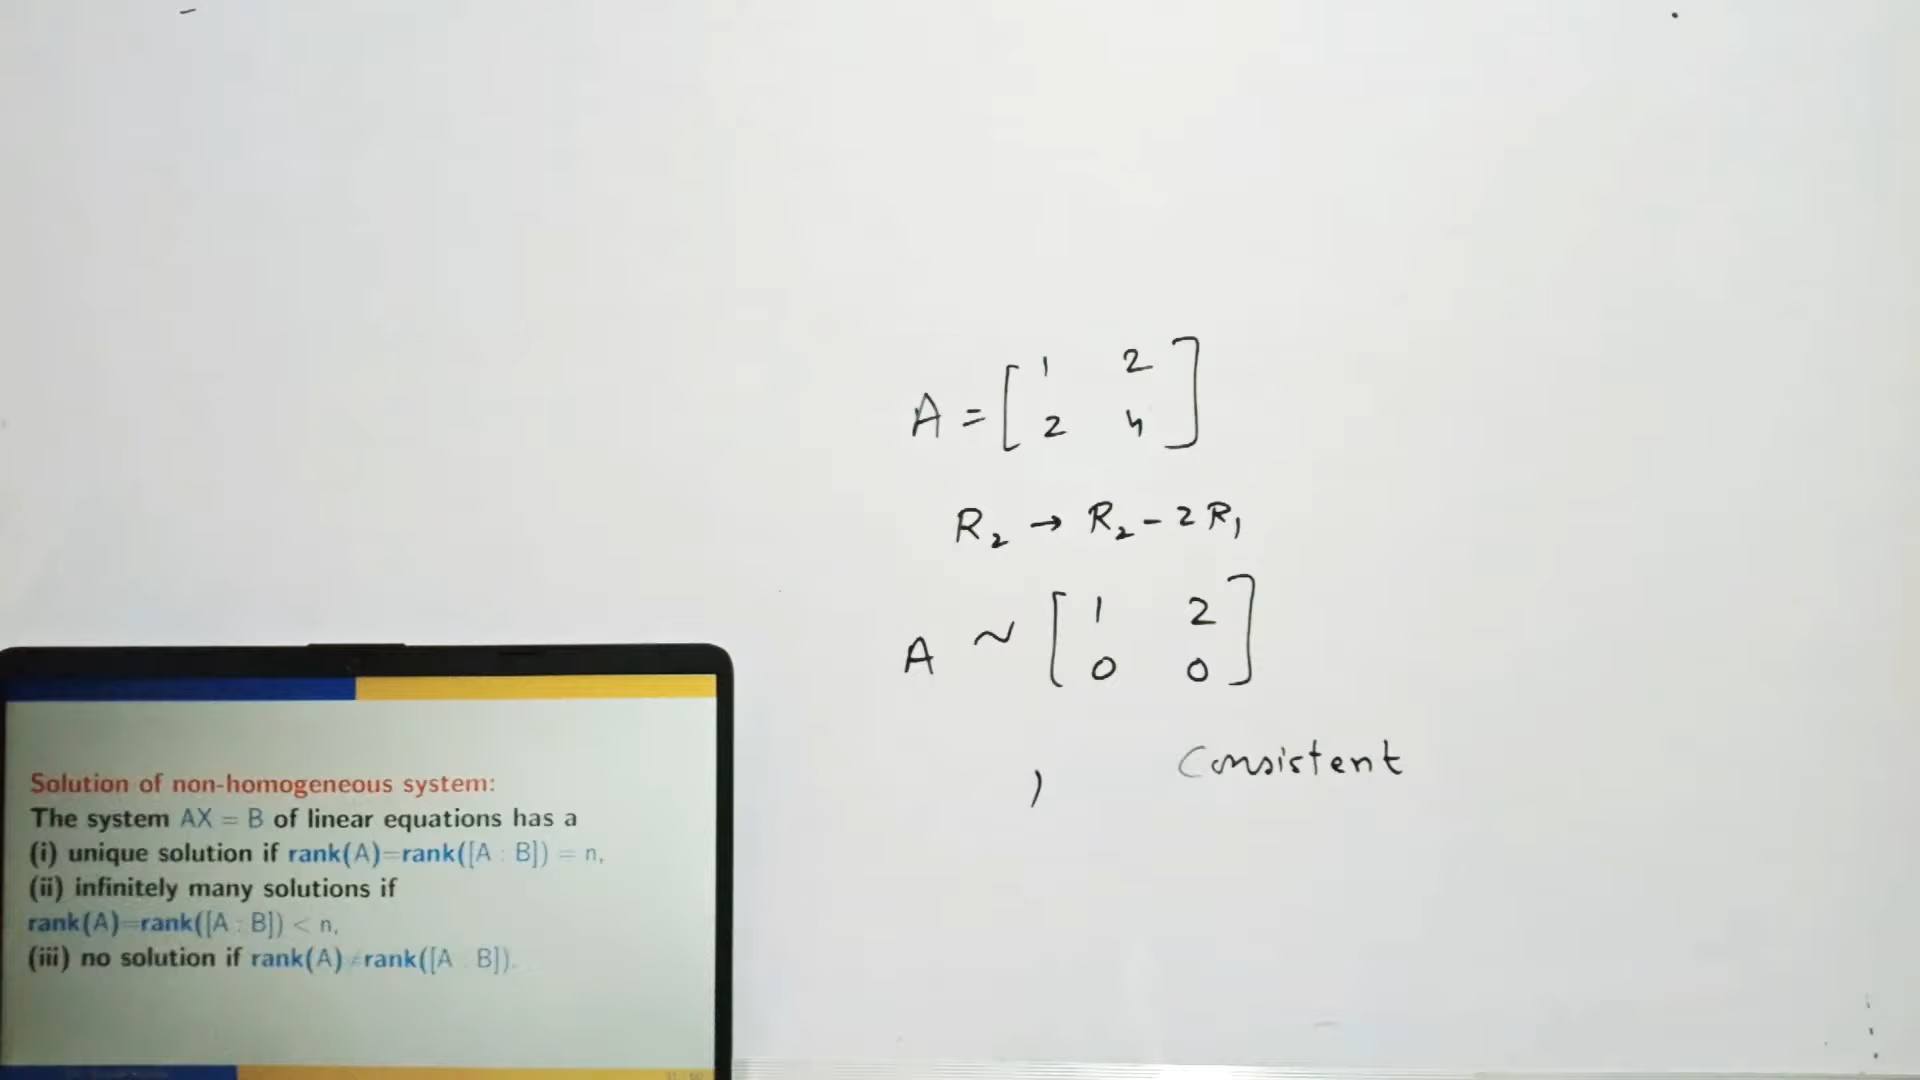 A = [ 1 2
2 4 ]
R₂ → R₂ - 2R₁
A ~ [ 1 2
0 0 ]
, Consistent
Solution of non-homogeneous system:
The system AX = B of linear equations has a
(i) unique solution if rank(A)=rank([A : B]) = n,
(ii) infinitely many solutions if
rank(A)=rank([A : B]) < n,
(iii) no solution if rank(A)≠rank([A : B]).